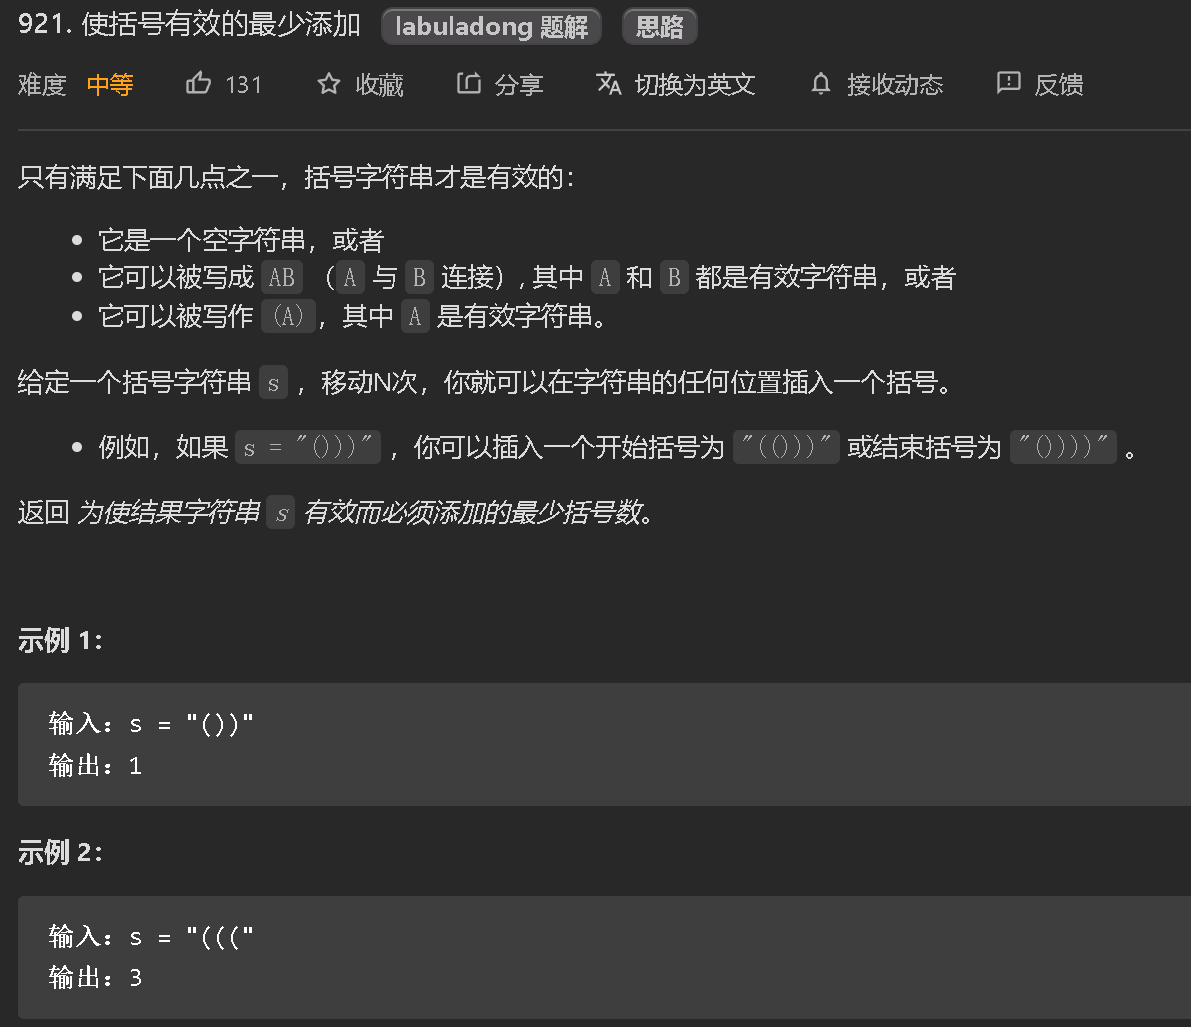 921. 使括号有效的最少添加 labuladong 题解 思路
难度 中等 131 收藏 分享 切换为英文 接收动态 反馈
只有满足下面几点之一，括号字符串才是有效的：
它是一个空字符串，或者
它可以被写成 AB （A 与 B 连接）, 其中 A 和 B 都是有效字符串，或者
它可以被写作 (A)，其中 A 是有效字符串。
给定一个括号字符串 s ，移动N次，你就可以在字符串的任何位置插入一个括号。
例如，如果 s = "()))" ，你可以插入一个开始括号为 "(()))" 或结束括号为 "())))" 。
返回 为使结果字符串 s 有效而必须添加的最少括号数。
示例 1：
输入：s = "())"
输出：1
示例 2：
输入：s = "((("
输出：3